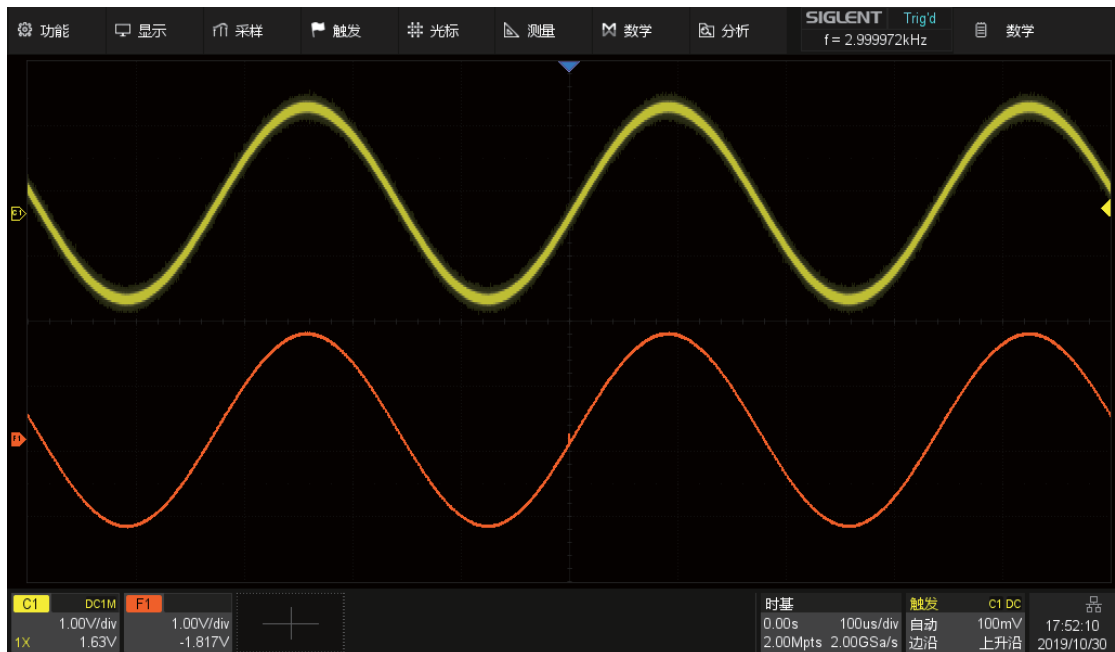 功能 显示 采样 触发 光标 测量 数学 分析 SIGLENT Trig'd 数学
f = 2.999972kHz
C1
F1
C1 DC1M F1 时基 触发 C1 DC
1.00V/div 1.00V/div 0.00s 100us/div 自动 100mV 17:52:10
1X 1.63V -1.817V 2.00Mpts 2.00GSa/s 边沿 上升沿 2019/10/30